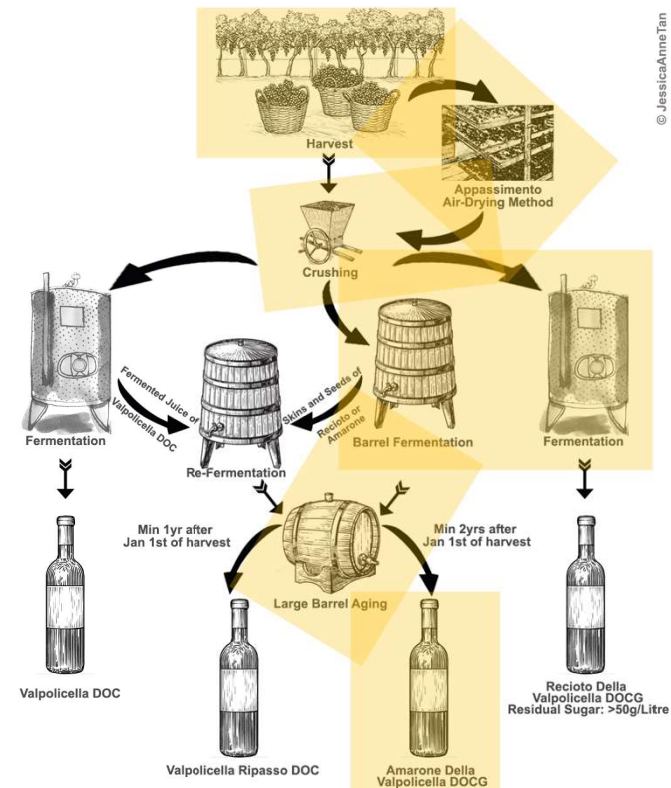 © JessicaAnneTan
Harvest
Appassimento
Air-Drying Method
Crushing
Fermentation
Fermented Juice of
Valpolicella DOC
Re-Fermentation
Skins and Seeds of
Recioto or
Amarone
Barrel Fermentation
Fermentation
Min 1yr after
Jan 1st of harvest
Large Barrel Aging
Min 2yrs after
Jan 1st of harvest
Valpolicella DOC
Valpolicella Ripasso DOC
Amarone Della
Valpolicella DOCG
Recioto Della
Valpolicella DOCG
Residual Sugar: >50g/Litre